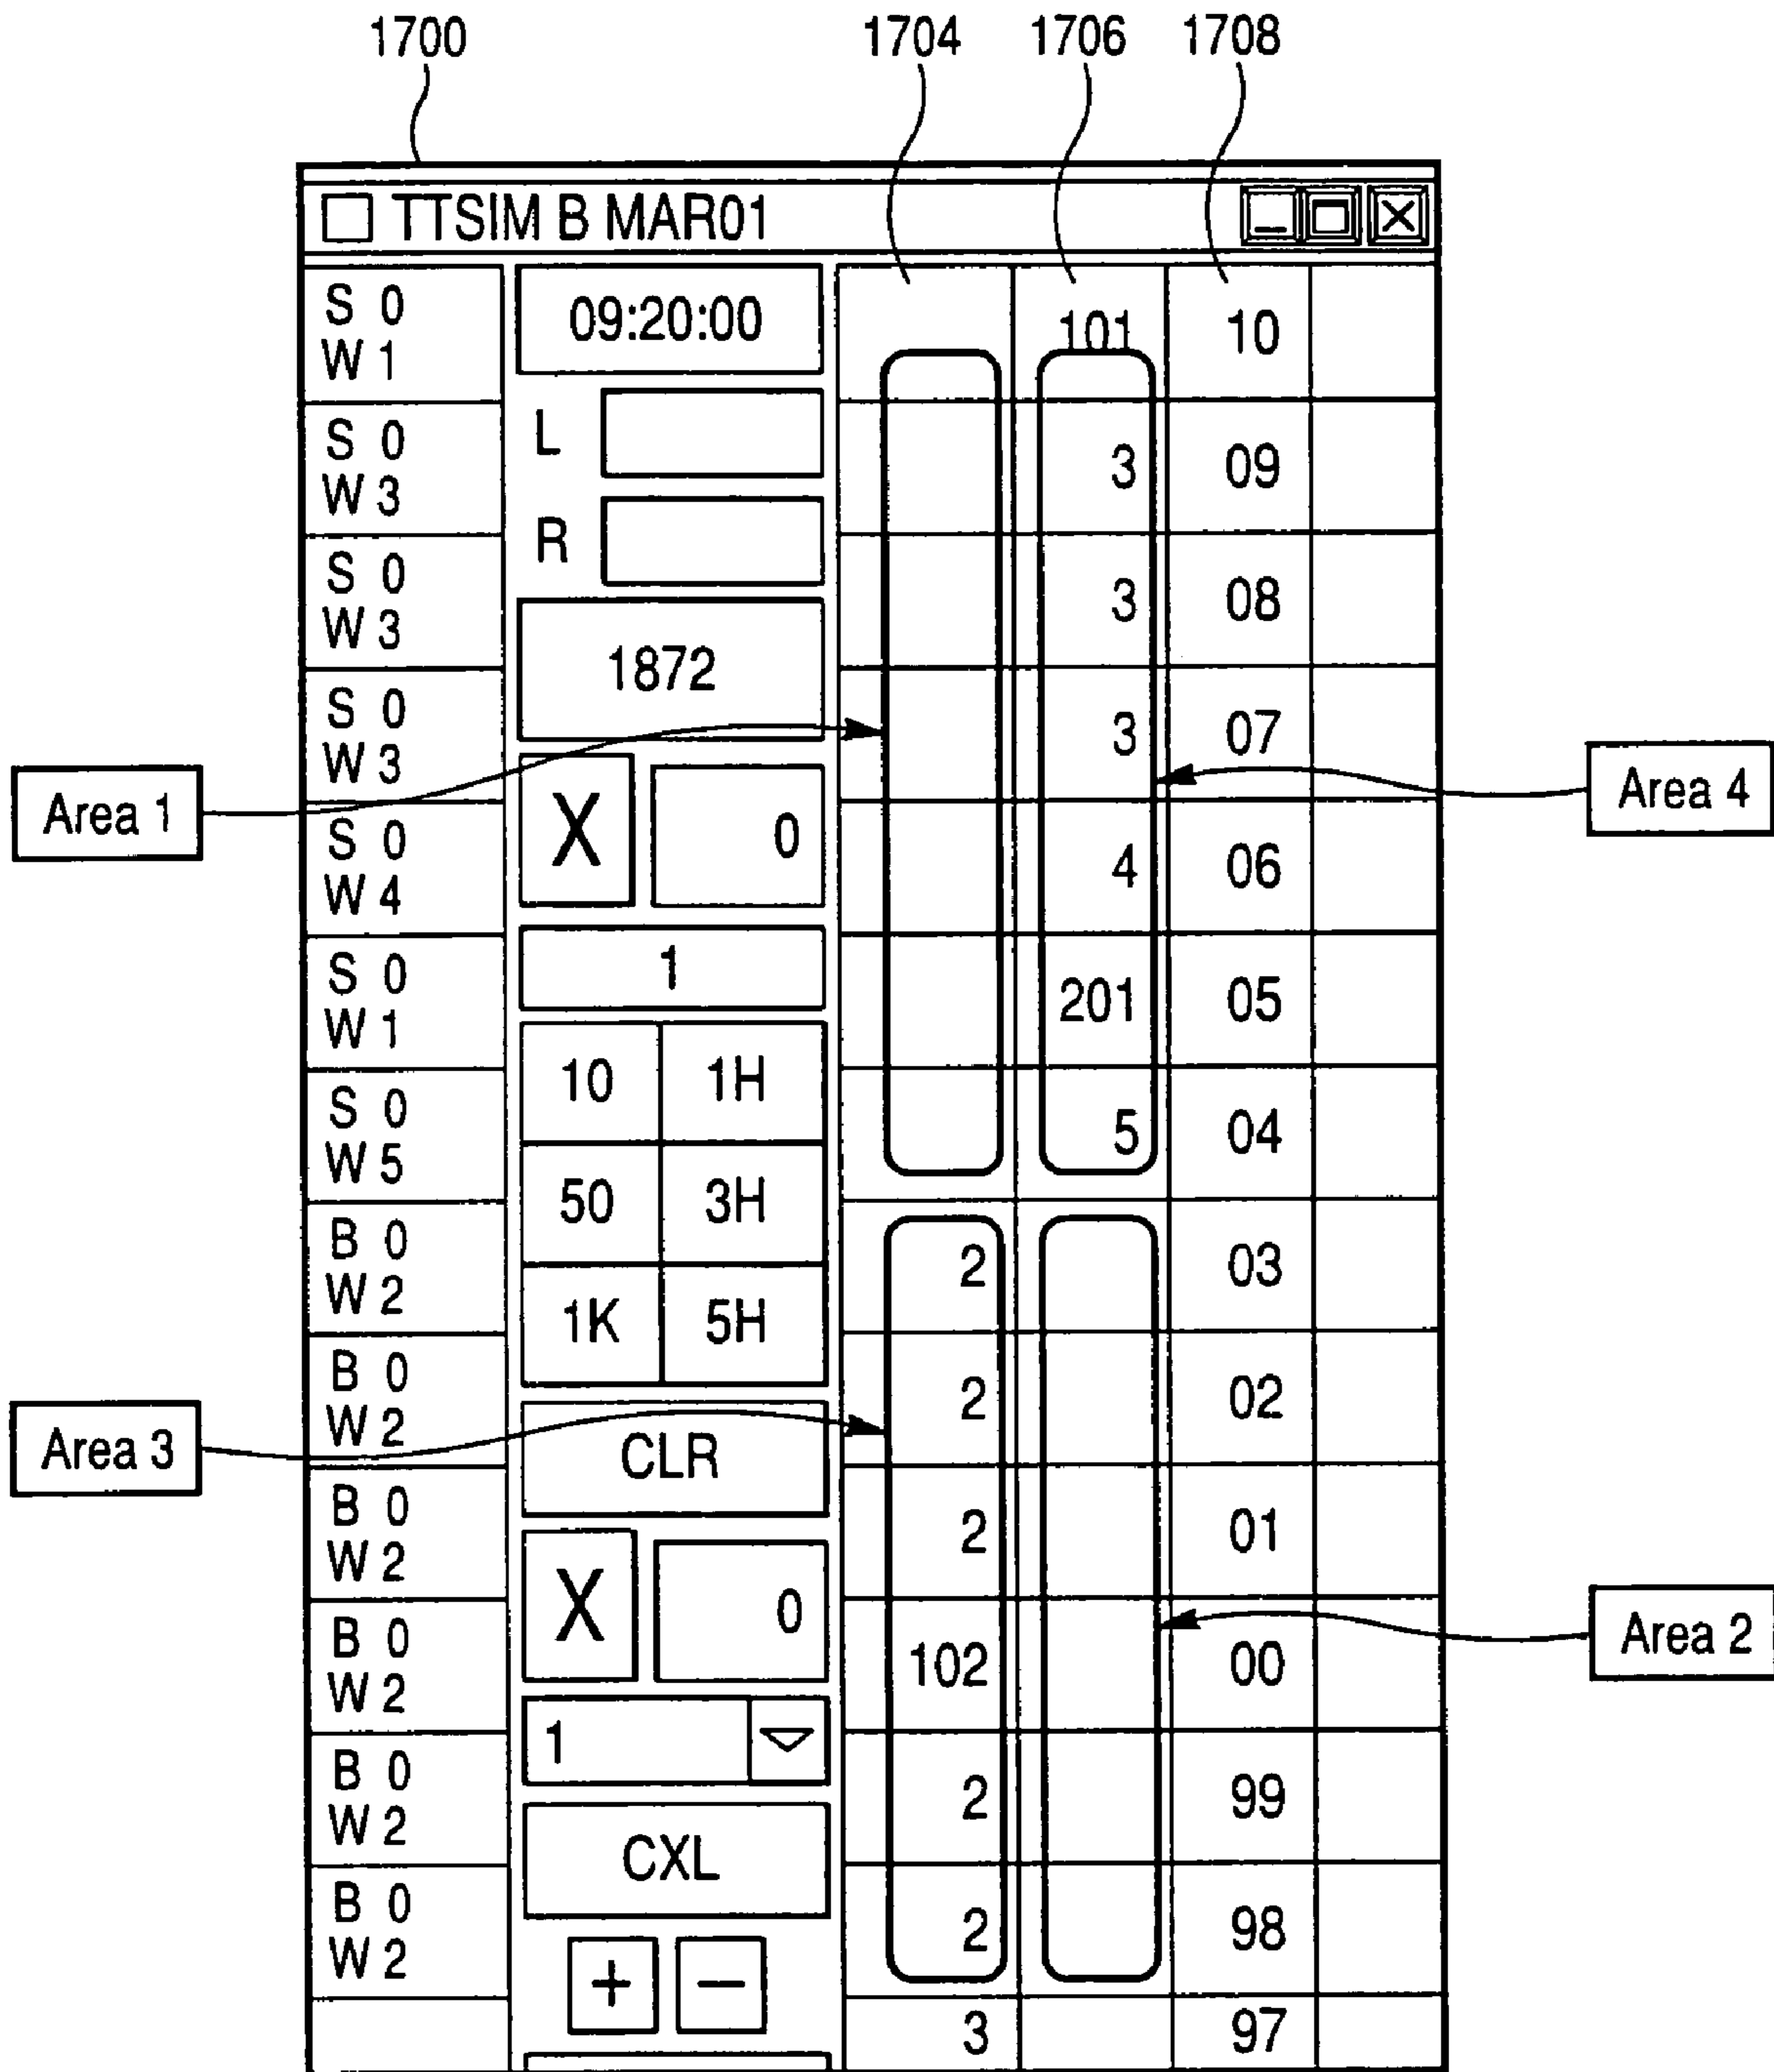 1700 1704 1706 1708
TTSIM B MAR01
S 0
W 1
09:20:00
101 10
S 0
W 3
L
3 09
R
S 0
W 3
3 08
1872
S 0
W 3
3 07
Area 1
Area 4
S 0
W 4
X 0
4 06
1
S 0
W 1
201 05
10 1H
S 0
W 5
5 04
50 3H
B 0
W 2
2 03
1K 5H
B 0
W 2
2 02
Area 3
CLR
B 0
W 2
2 01
X 0
B 0
W 2
102 00
Area 2
1
B 0
W 2
2 99
CXL
B 0
W 2
2 98
+ −
3 97